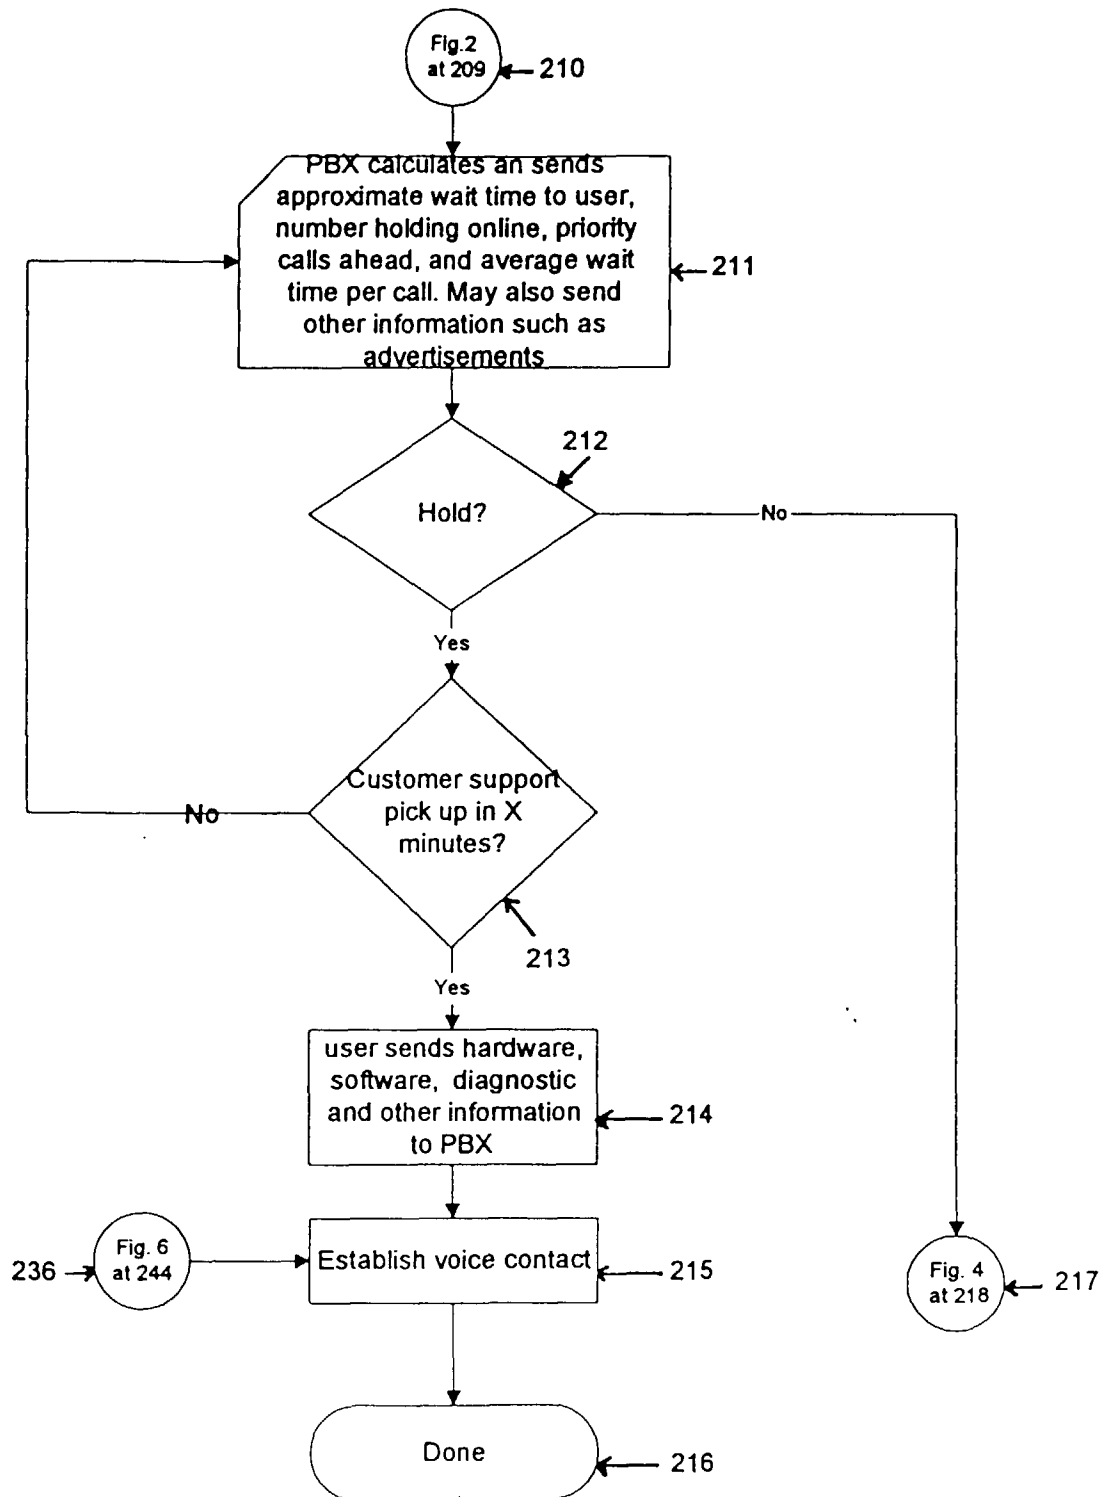 Fig.2
at 209
210
PBX calculates an sends
approximate wait time to user,
number holding online, priority
calls ahead, and average wait
time per call. May also send
other information such as
advertisements
211
212
Hold?
No
Yes
Customer support
pick up in X
minutes?
No
213
Yes
user sends hardware,
software, diagnostic
and other information
to PBX
214
Fig. 6
at 244
236
Establish voice contact
215
Fig. 4
at 218
217
Done
216